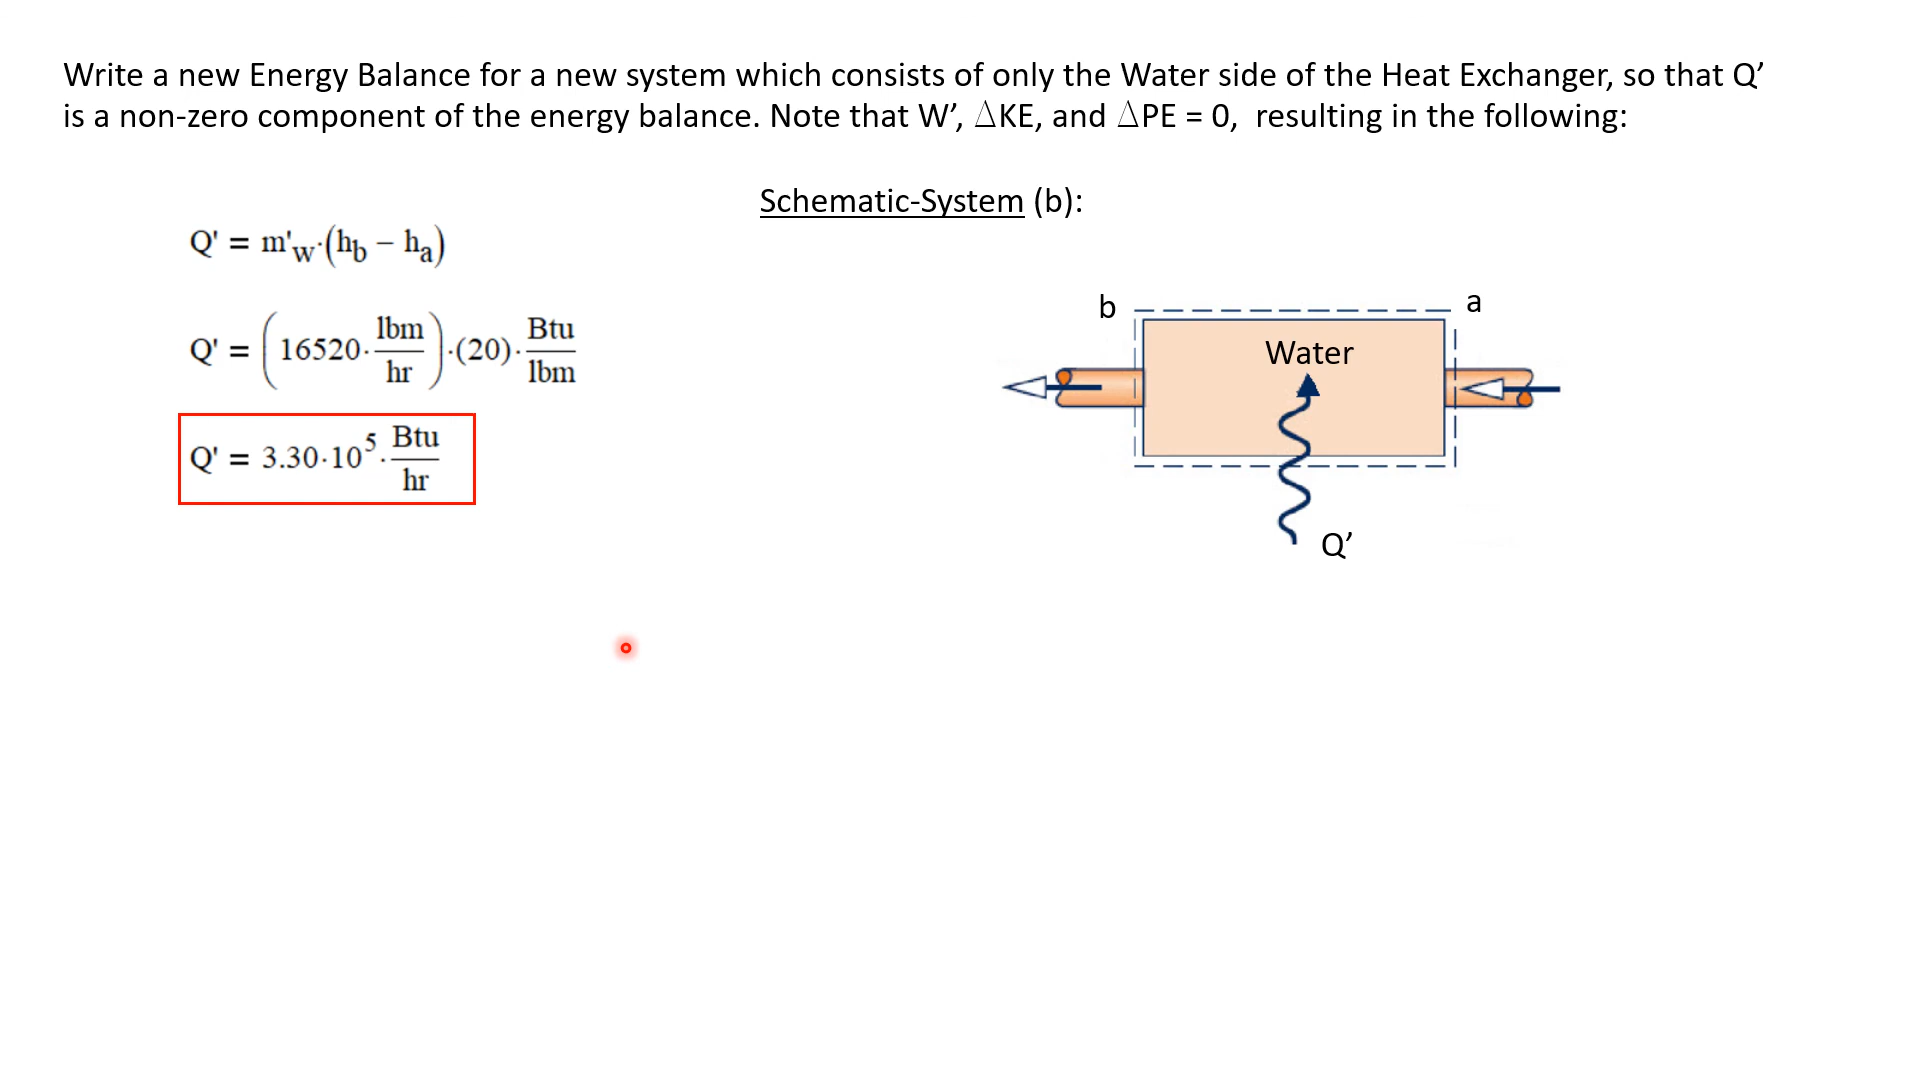 Write a new Energy Balance for a new system which consists of only the Water side of the Heat Exchanger, so that Q’
is a non-zero component of the energy balance. Note that W’, △KE, and △PE = 0,  resulting in the following:
Schematic-System (b):
Q' = m'w·(hb – ha)
Q' = (16520· lbm/hr)·(20)· Btu/lbm
Q' = 3.30·10^5· Btu/hr
b
a
Water
Q’